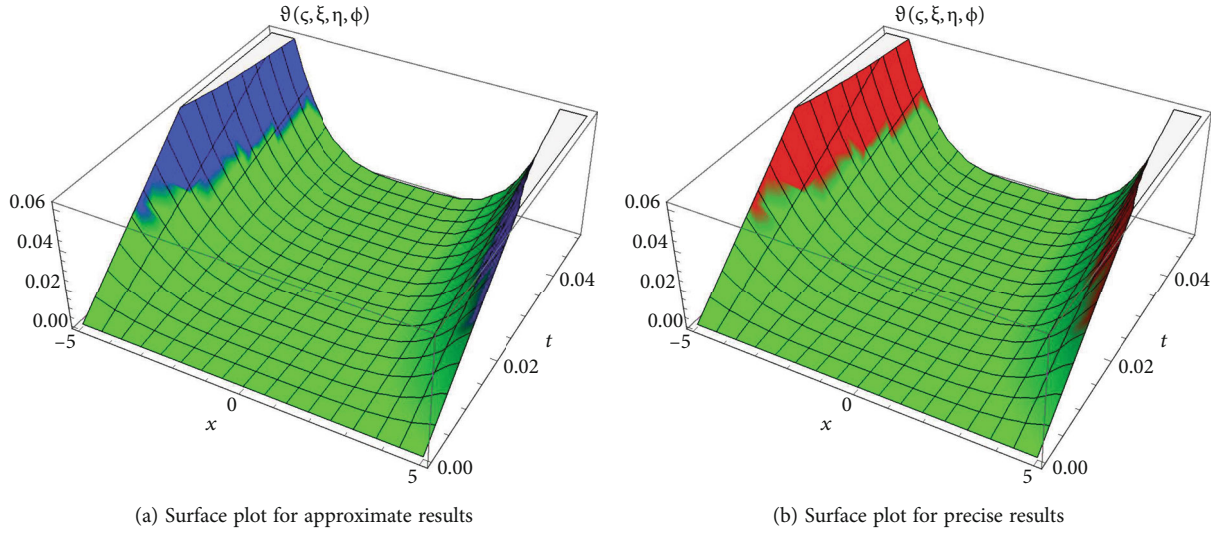 ϑ(ς, ξ, η, ϕ)
0.06
0.04
0.02
0.00
−5
0
x
5
0.00
0.02
t
0.04
(a) Surface plot for approximate results
ϑ(ς, ξ, η, ϕ)
0.06
0.04
0.02
0.00
−5
0
x
5
0.00
0.02
t
0.04
(b) Surface plot for precise results